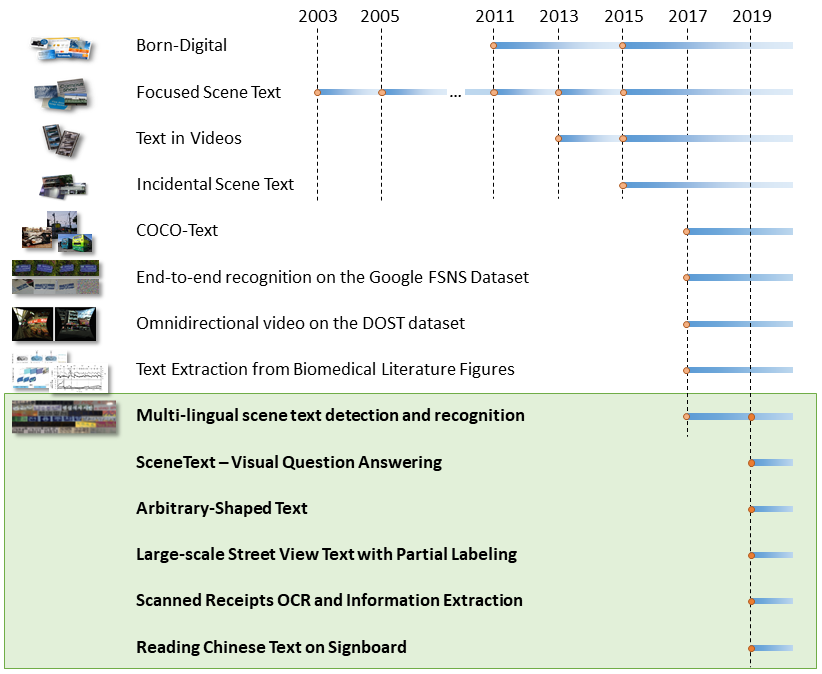 2003 2005 2011 2013 2015 2017 2019
Born-Digital
Focused Scene Text ...
Text in Videos
Incidental Scene Text
COCO-Text
End-to-end recognition on the Google FSNS Dataset
Omnidirectional video on the DOST dataset
Text Extraction from Biomedical Literature Figures
Multi-lingual scene text detection and recognition
SceneText – Visual Question Answering
Arbitrary-Shaped Text
Large-scale Street View Text with Partial Labeling
Scanned Receipts OCR and Information Extraction
Reading Chinese Text on Signboard